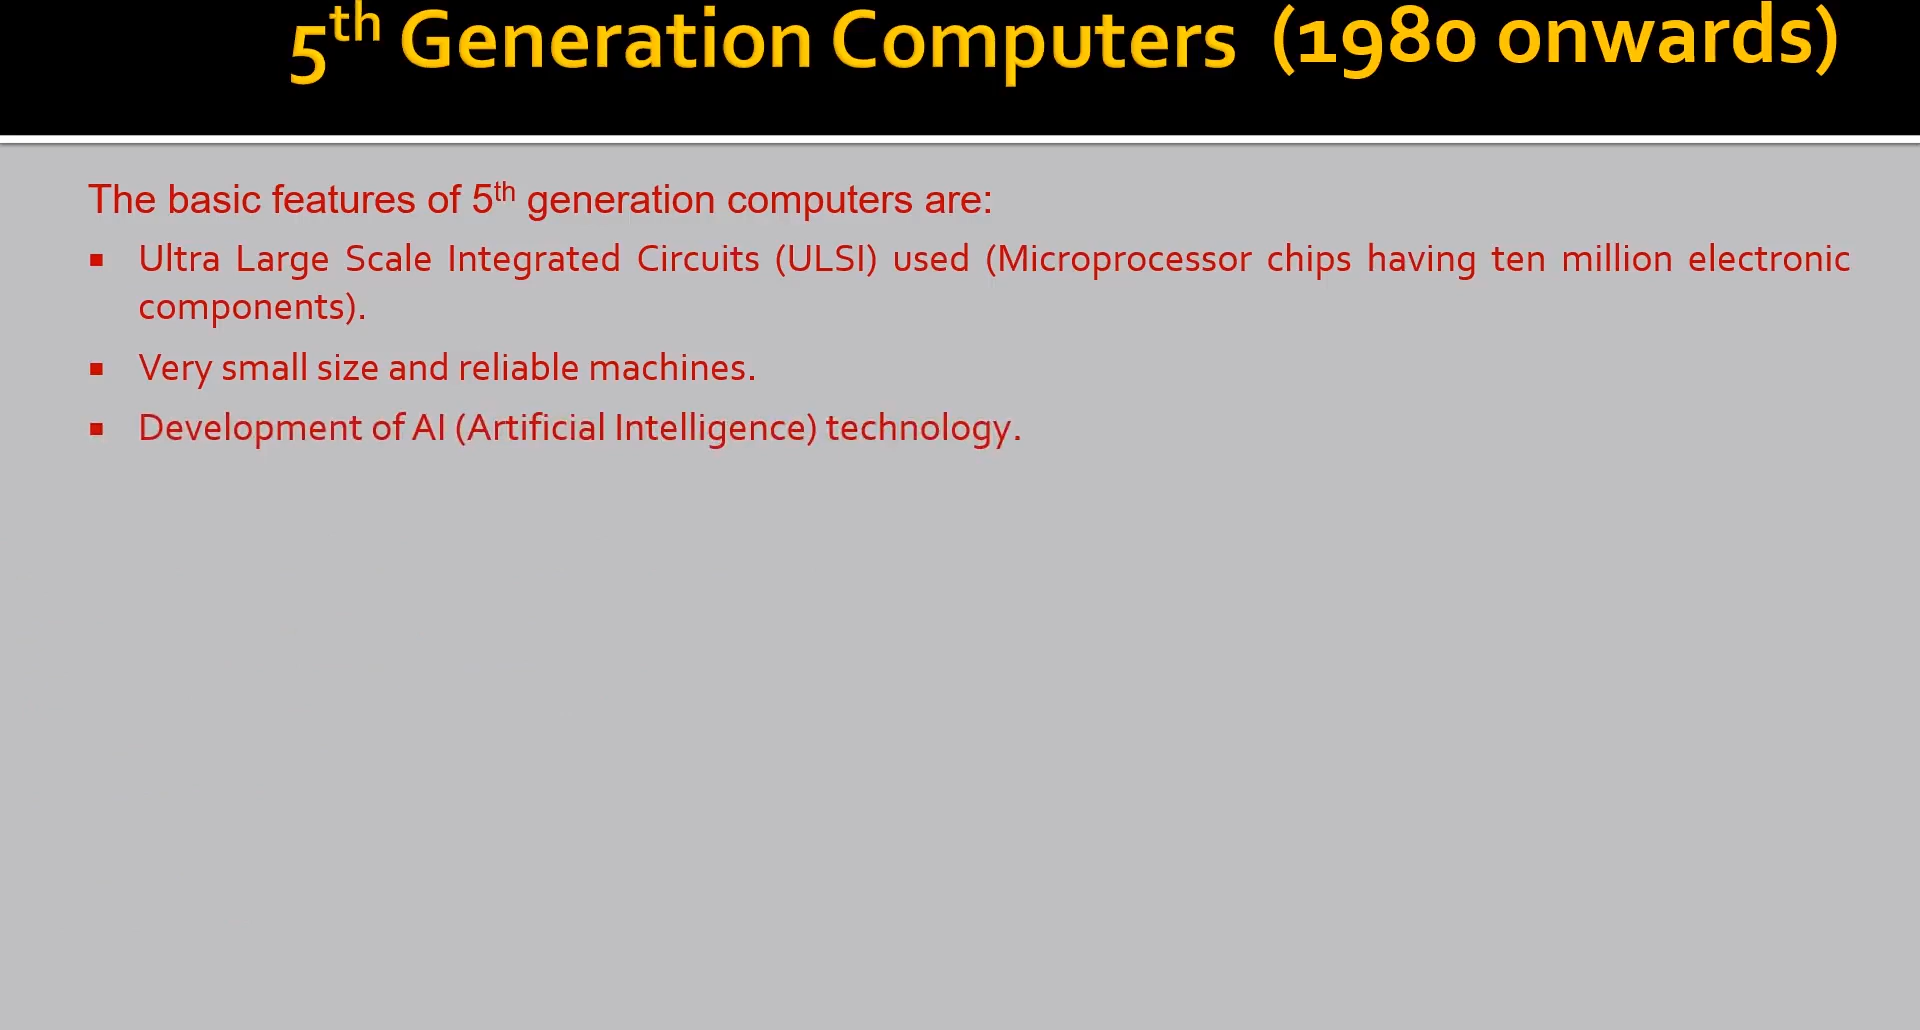 5th Generation Computers (1980 onwards)
The basic features of 5th generation computers are:
▪ Ultra Large Scale Integrated Circuits (ULSI) used (Microprocessor chips having ten million electronic
components).
▪ Very small size and reliable machines.
▪ Development of AI (Artificial Intelligence) technology.